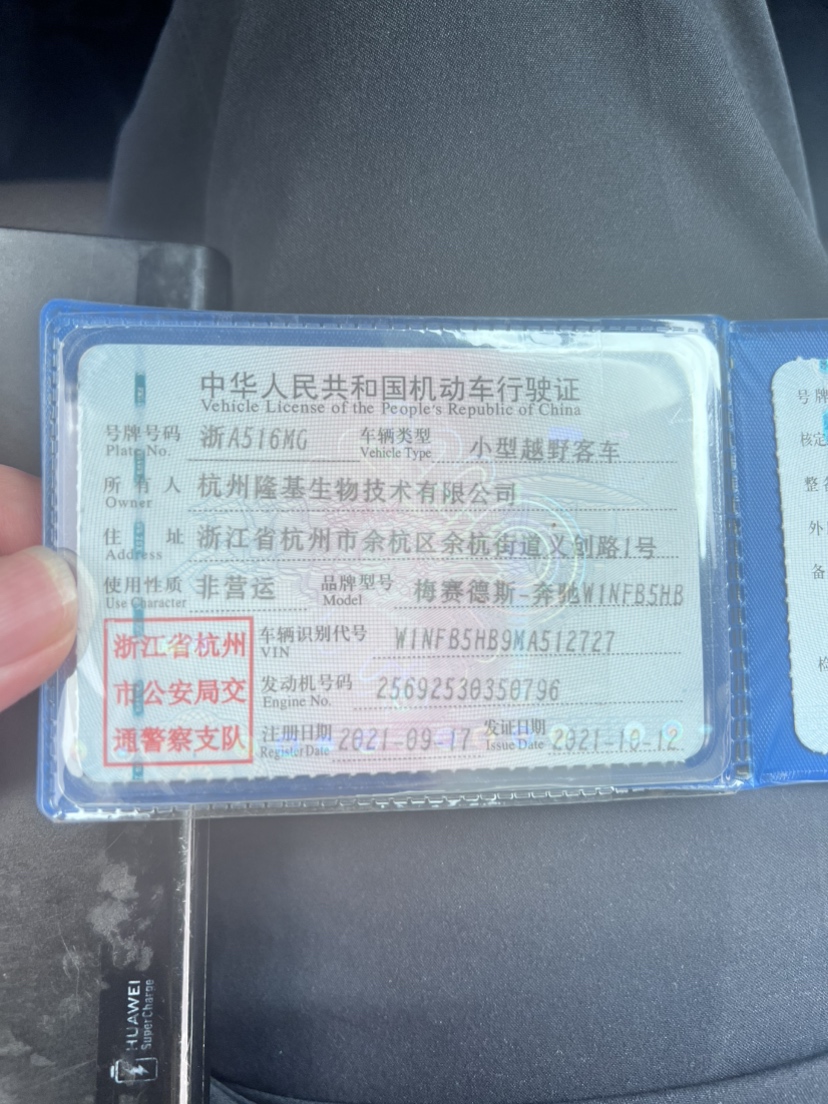 中华人民共和国机动车行驶证
Vehicle License of the People's Republic of China
号牌号码 浙A516MG 车辆类型 小型越野客车
Plate No. Vehicle Type
所有人 杭州隆基生物技术有限公司
Owner
住址 浙江省杭州市余杭区余杭街道义创路1号
Address
使用性质 非营运 品牌型号 梅赛德斯-奔驰W1NFB5HB
Use Character Model
浙江省杭州
市公安局交
通警察支队
车辆识别代号 W1NFB5HB9MA512727
VIN
发动机号码 25692530350796
Engine No.
注册日期 2021-09-17 发证日期 2021-10-12
Register Date Issue Date
号牌
核定
整备
外
备
检
HUAWEI
SuperCharge